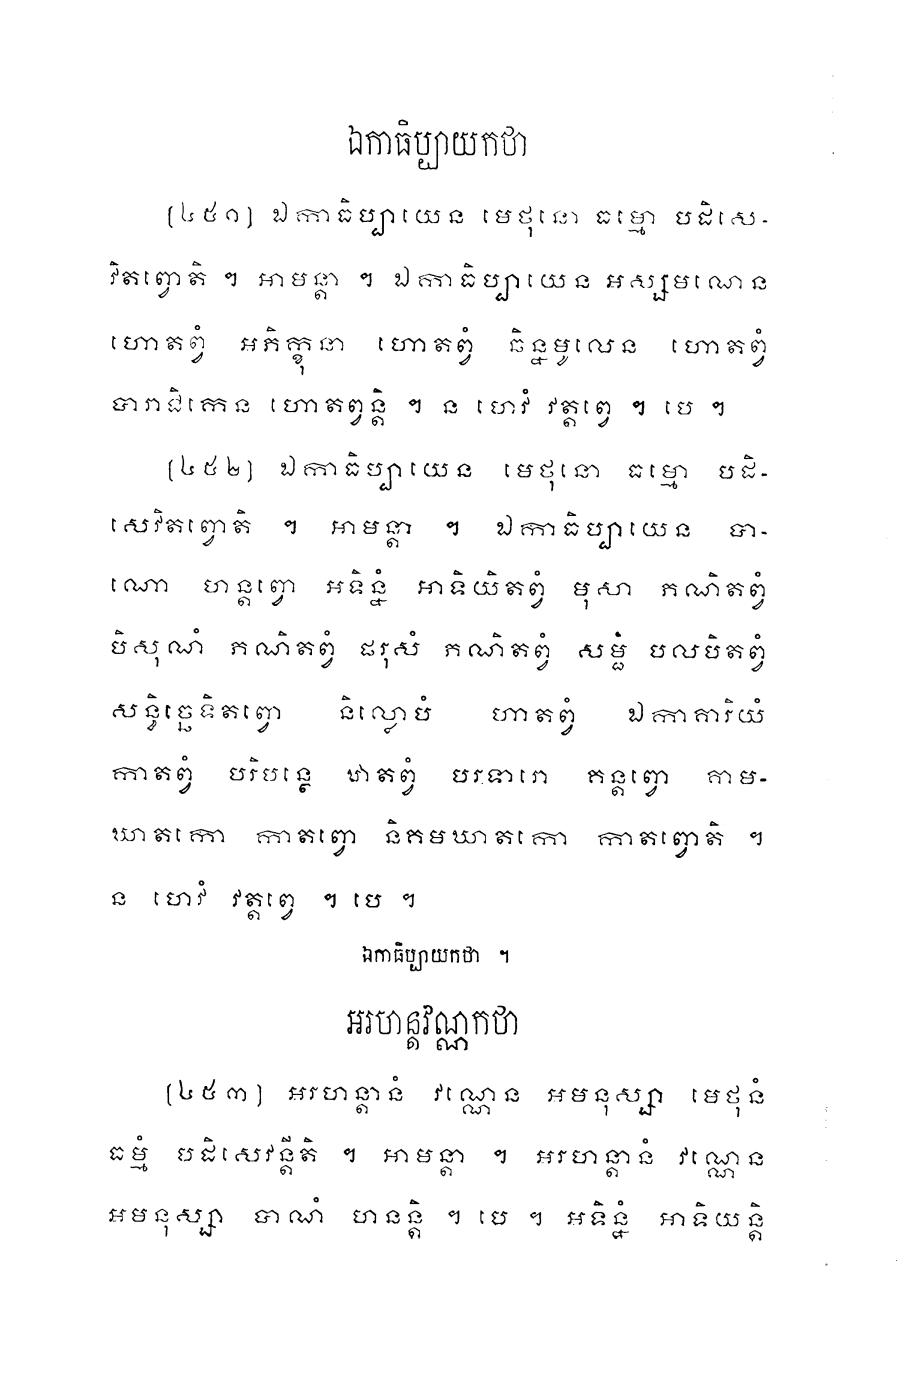 ឯកាធិប្បាយកថា
[៤៥១] ឯកាធិប្បាយេន មេថុនោ ធម្មោ បដិសេ-
វិតព្វោតិ ។ អាមន្តា ។ ឯកាធិប្បាយេន អស្សមណេន
ហោតព្វំ អភិក្ខុនា ហោតព្វំ ឆិន្នមូលេន ហោតព្វំ
បារាជិកេន ហោតព្វន្តិ ។ ន ហេវំ វត្តព្វេ ។ បេ ។
[៤៥២] ឯកាធិប្បាយេន មេថុនោ ធម្មោ បដិ-
សេវិតព្វោតិ ។ អាមន្តា ។ ឯកាធិប្បាយេន បា-
ណោ ហន្តព្វោ អទិន្នំ អាទិយិតព្វំ មុសា ភណិតព្វំ
បិសុណំ ភណិតព្វំ ផរុសំ ភណិតព្វំ សម្ផំ បលបិតព្វំ
សន្ធិច្ឆេទិតព្វោ និល្លោបំ ហាតព្វំ ឯកាគារិយំ
កាតព្វំ បរិបន្ថេ ឋាតព្វំ បរទារោ គន្តព្វោ គាម-
ឃាតកោ កាតព្វោ និគមឃាតកោ កាតព្វោតិ ។
ន ហេវំ វត្តព្វេ ។ បេ ។
ឯកាធិប្បាយកថា ។
អរហន្តវណ្ណកថា
[៤៥៣] អរហន្តានំ វណ្ណេន អមនុស្សា មេថុនំ
ធម្មំ បដិសេវន្តីតិ ។ អាមន្តា ។ អរហន្តានំ វណ្ណេន
អមនុស្សា បាណំ ហនន្តិ ។ បេ ។ អទិន្នំ អាទិយន្តិ